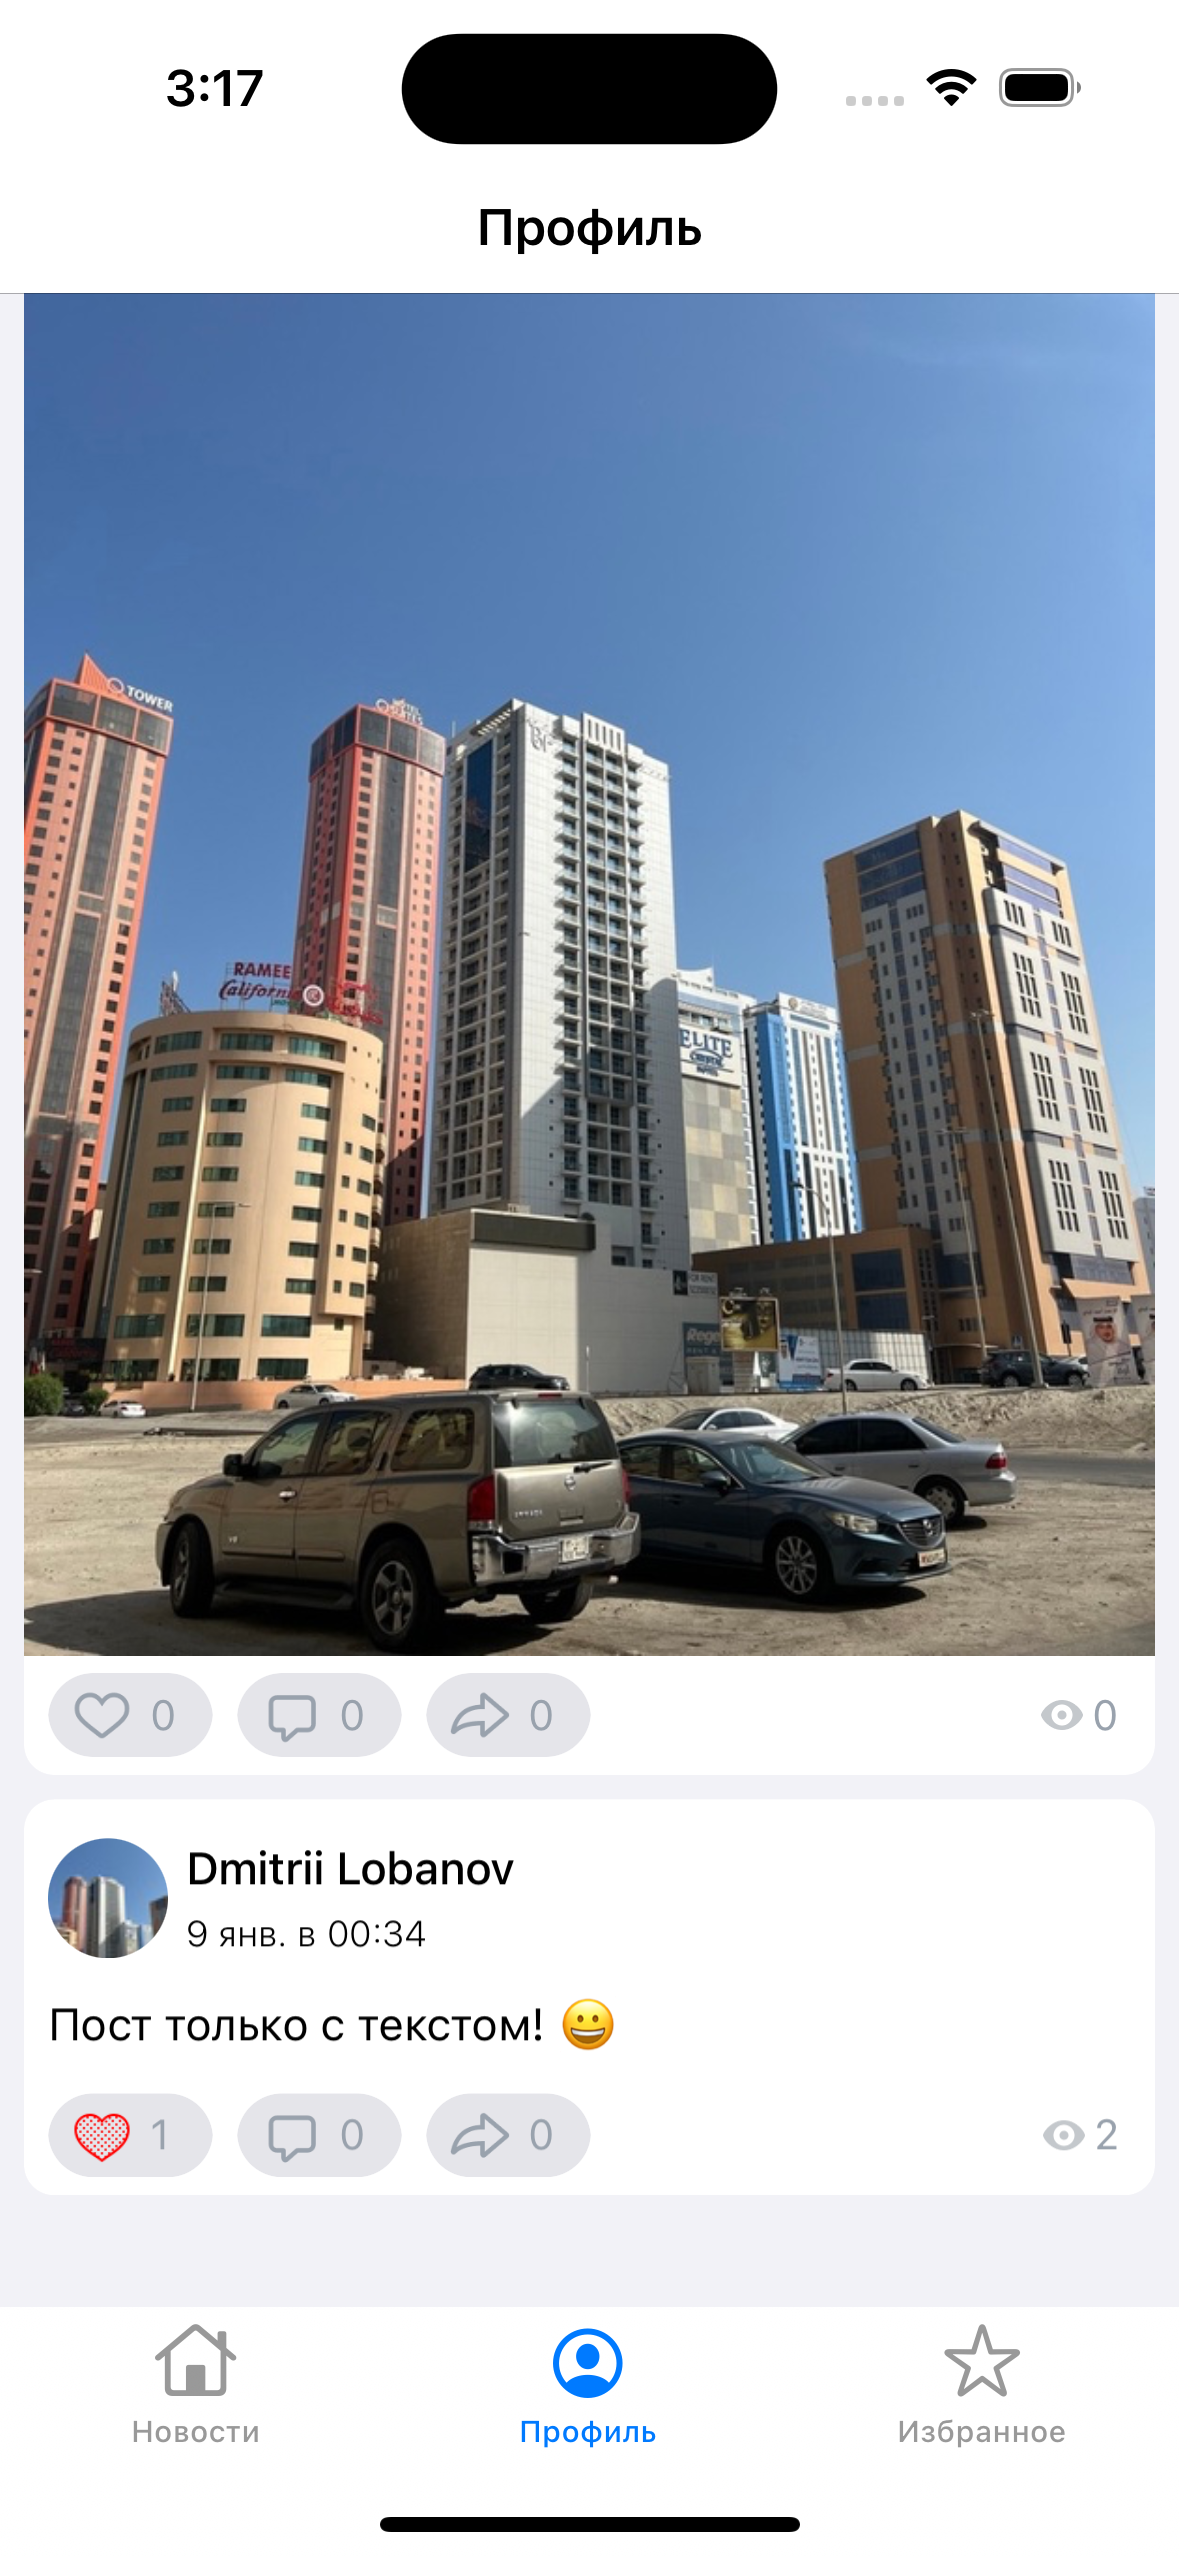 3:17
Профиль
TOWER
RAMEE
California
ELITE
0
0
0
0
Dmitrii Lobanov
9 янв. в 00:34
Пост только с текстом! 😀
1
0
0
2
Новости
Профиль
Избранное